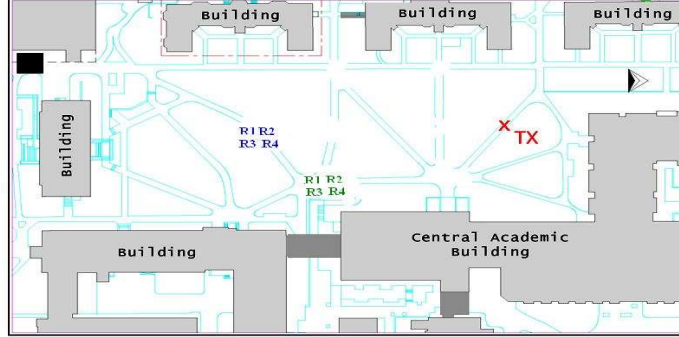 Building
Building
Building
Building
R1 R2
R3 R4
X
TX
R1 R2
R3 R4
Building
Central Academic
Building